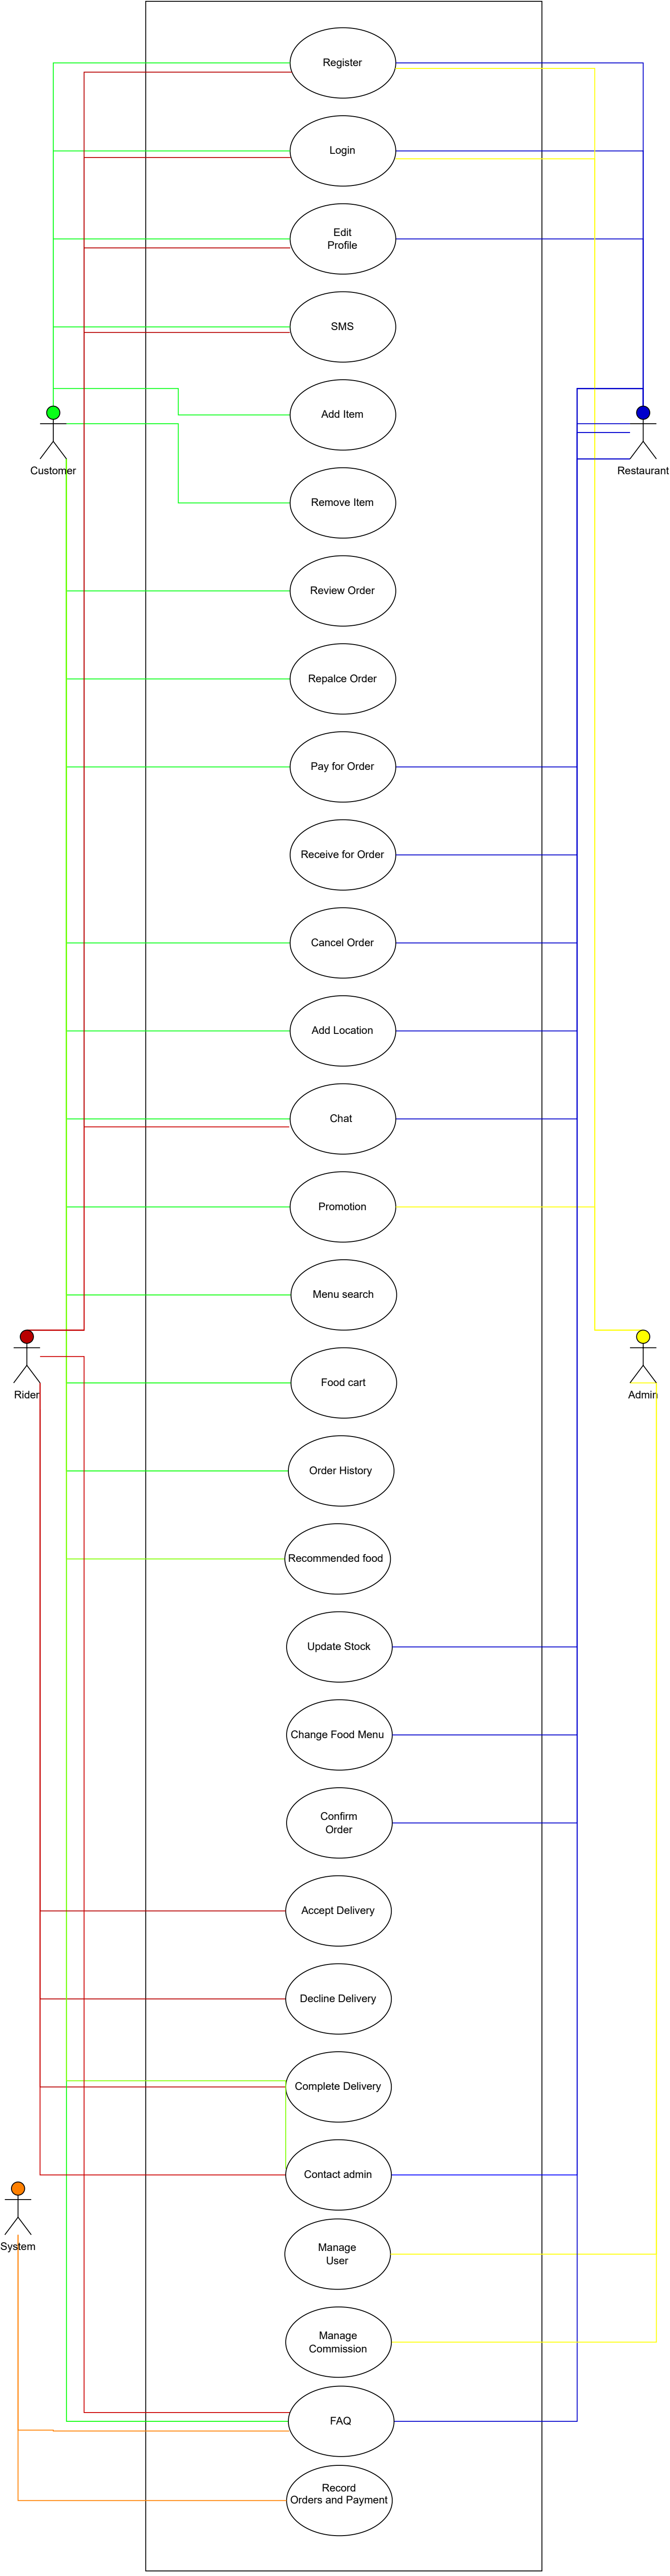 Register
Login
Edit
Profile
SMS
Add Item
Customer
Restaurant
Remove Item
Review Order
Repalce Order
Pay for Order
Receive for Order
Cancel Order
Add Location
Chat
Promotion
Menu search
Food cart
Rider
Admin
Order History
Recommended food
Update Stock
Change Food Menu
Confirm
Order
Accept Delivery
Decline Delivery
Complete Delivery
Contact admin
System
Manage
User
Manage
Commission
FAQ
Record
Orders and Payment